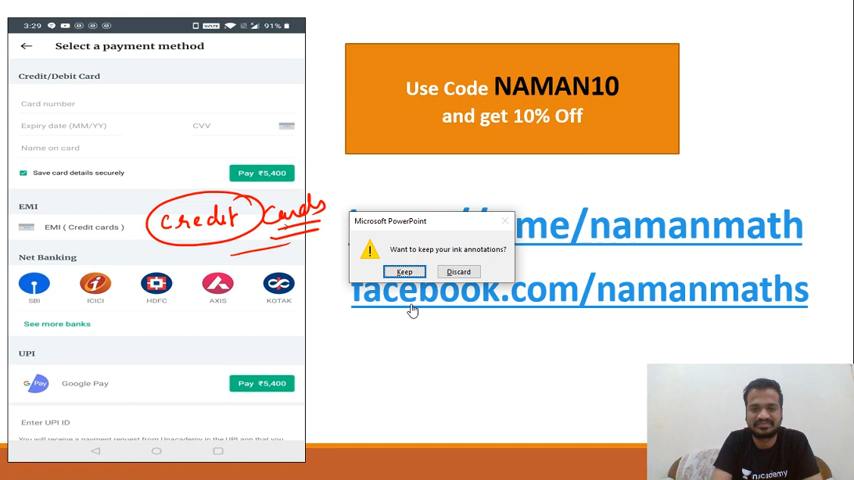 3:29
91%
Select a payment method
Credit/Debit Card
Card number
Expiry date (MM/YY)
CVV
Name on card
Save card details securely
Pay ₹5,400
EMI
EMI ( Credit cards )
credit cards
Net Banking
SBI
ICICI
HDFC
AXIS
KOTAK
See more banks
UPI
G Pay
Google Pay
Pay ₹5,400
Enter UPI ID
You will receive a payment request from Unacademy in the UPI app that you
Use Code NAMAN10
and get 10% Off
me/namanmath
facebook.com/namanmaths
Microsoft PowerPoint
Want to keep your ink annotations?
Keep
Discard
unacademy